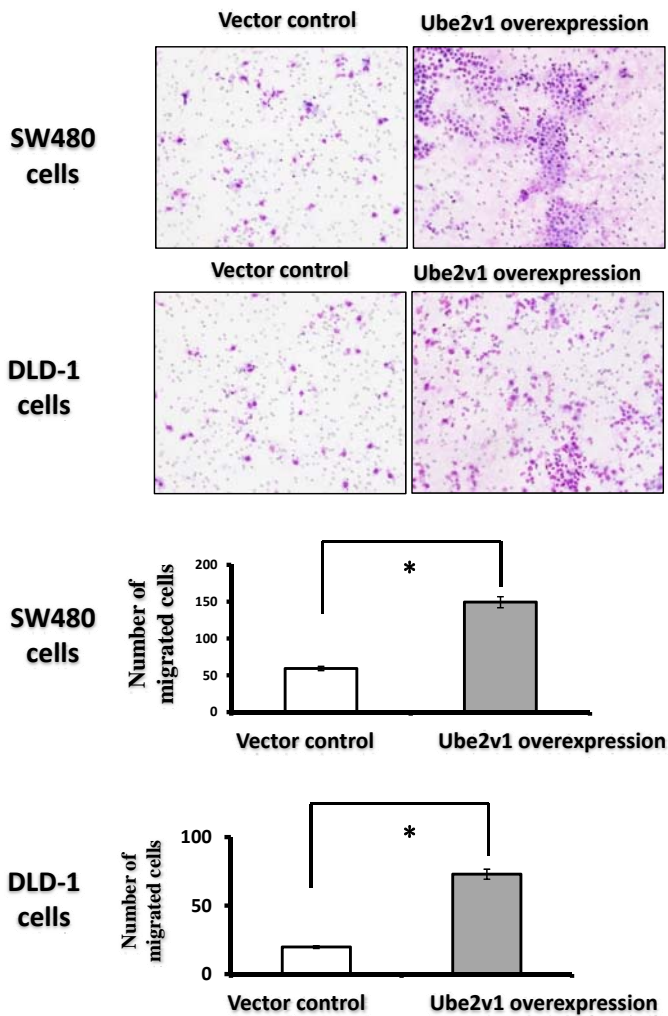 Vector control
Ube2v1 overexpression
SW480
cells
Vector control
Ube2v1 overexpression
DLD-1
cells
SW480
cells
Number of
migrated cells
200
150
100
50
0
*
Vector control
Ube2v1 overexpression
DLD-1
cells
Number of
migrated cells
100
50
0
*
Vector control
Ube2v1 overexpression